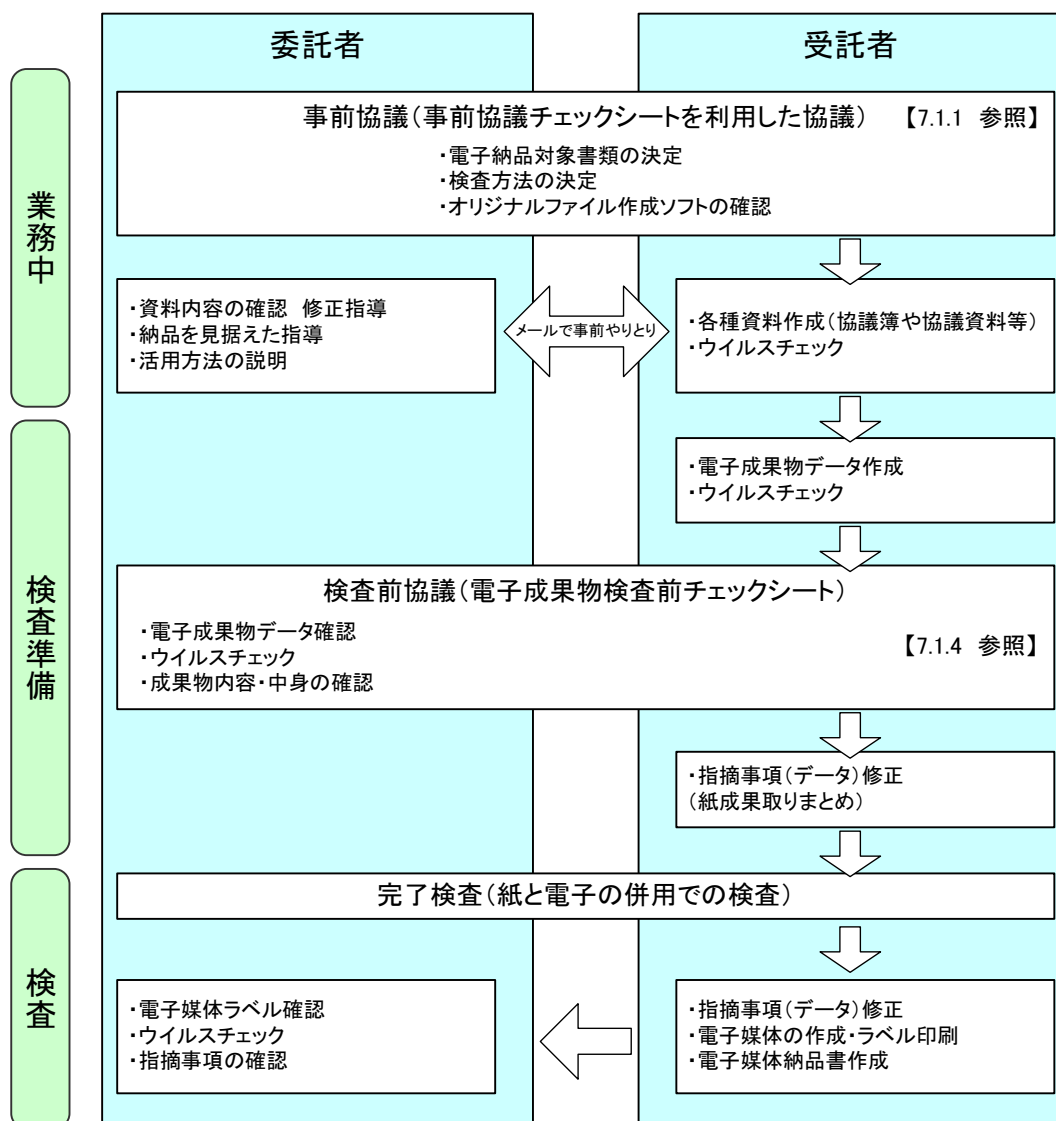 委託者
受託者
業務中
事前協議(事前協議チェックシートを利用した協議) 【7.1.1 参照】
・電子納品対象書類の決定
・検査方法の決定
・オリジナルファイル作成ソフトの確認
・資料内容の確認 修正指導
・納品を見据えた指導
・活用方法の説明
メールで事前やりとり
・各種資料作成(協議簿や協議資料等)
・ウイルスチェック
検査準備
・電子成果物データ作成
・ウイルスチェック
検査前協議(電子成果物検査前チェックシート)
・電子成果物データ確認
・ウイルスチェック
・成果物内容・中身の確認
【7.1.4 参照】
・指摘事項(データ)修正
(紙成果取りまとめ)
検査
完了検査(紙と電子の併用での検査)
・電子媒体ラベル確認
・ウイルスチェック
・指摘事項の確認
・指摘事項(データ)修正
・電子媒体の作成・ラベル印刷
・電子媒体納品書作成